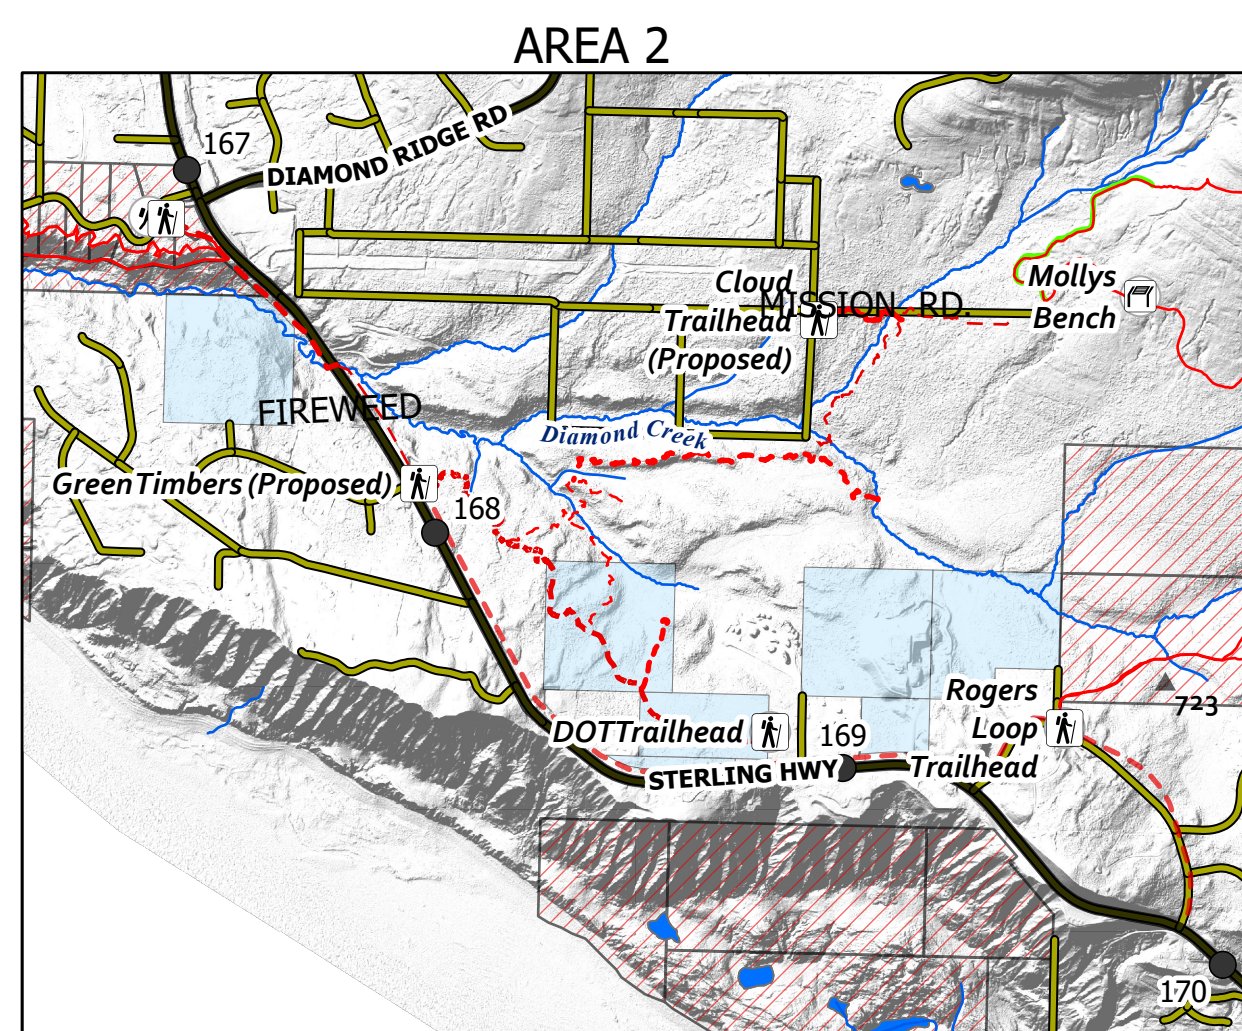 AREA 2
167
DIAMOND RIDGE RD
Cloud
Trailhead
(Proposed)
MISSION RD.
Mollys
Bench
FIREWEED
Diamond Creek
GreenTimbers (Proposed)
168
Rogers
Loop
Trailhead
723
DOTTrailhead
169
STERLING HWY
170